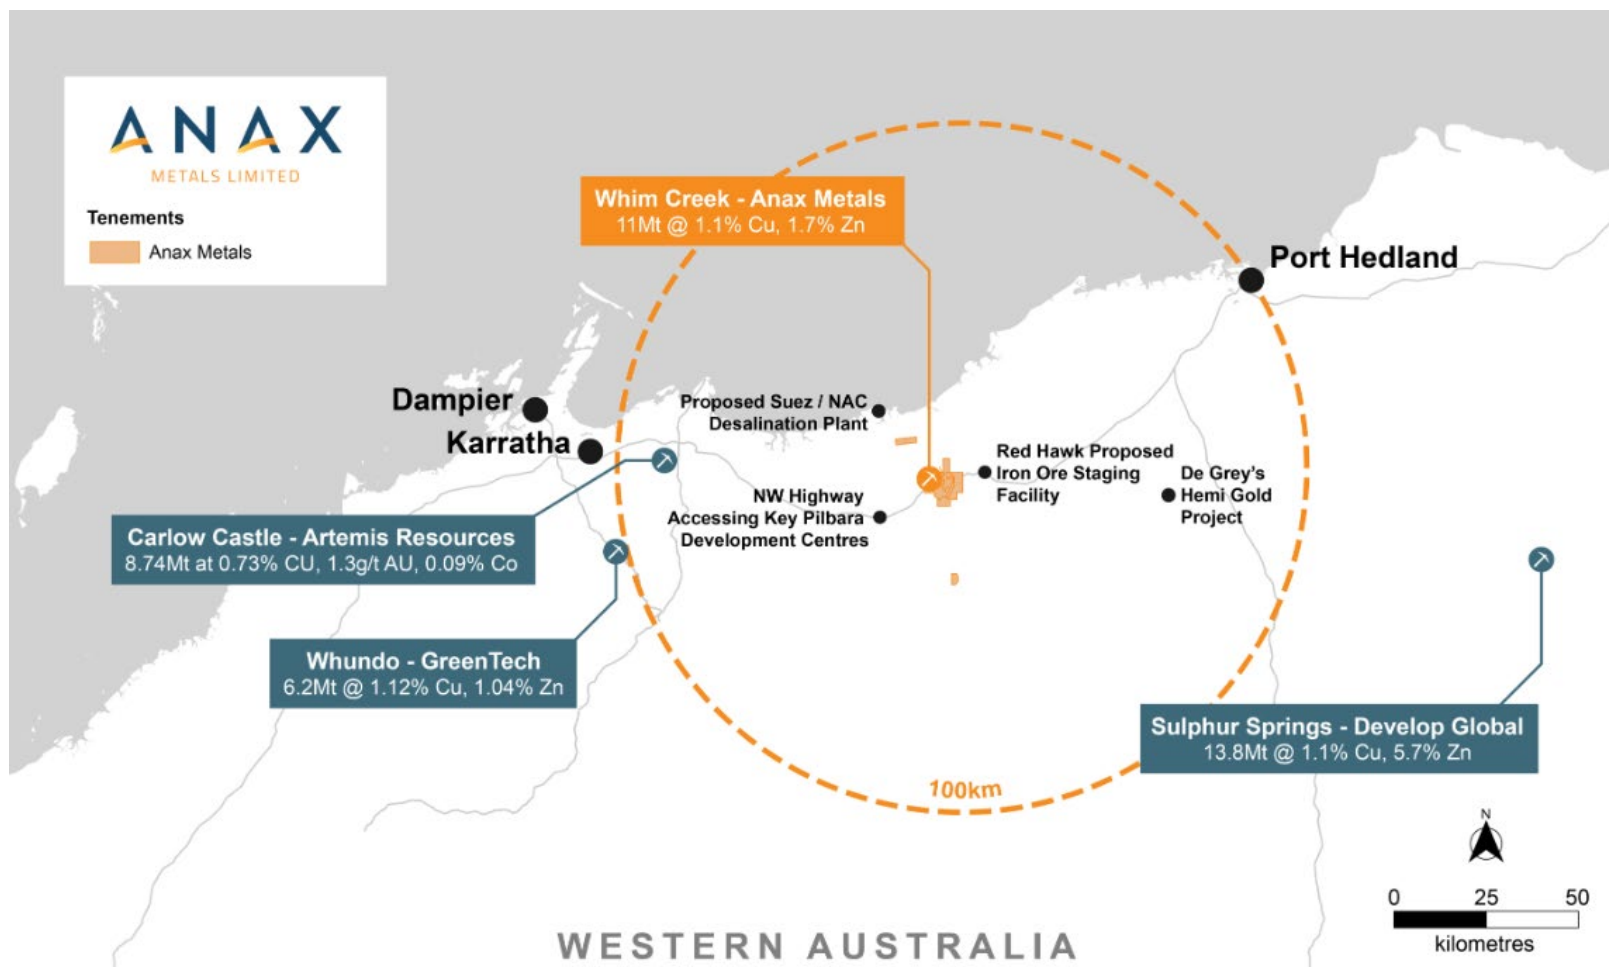 ANAX
METALS LIMITED
Tenements
Anax Metals
Whim Creek - Anax Metals
11Mt @ 1.1% Cu, 1.7% Zn
Port Hedland
Dampier
Karratha
Proposed Suez / NAC
Desalination Plant
Red Hawk Proposed
Iron Ore Staging
Facility
De Grey's
Hemi Gold
Project
NW Highway
Accessing Key Pilbara
Development Centres
Carlow Castle - Artemis Resources
8.74Mt at 0.73% CU, 1.3g/t AU, 0.09% Co
Whundo - GreenTech
6.2Mt @ 1.12% Cu, 1.04% Zn
Sulphur Springs - Develop Global
13.8Mt @ 1.1% Cu, 5.7% Zn
100km
N
0 25 50
kilometres
WESTERN AUSTRALIA